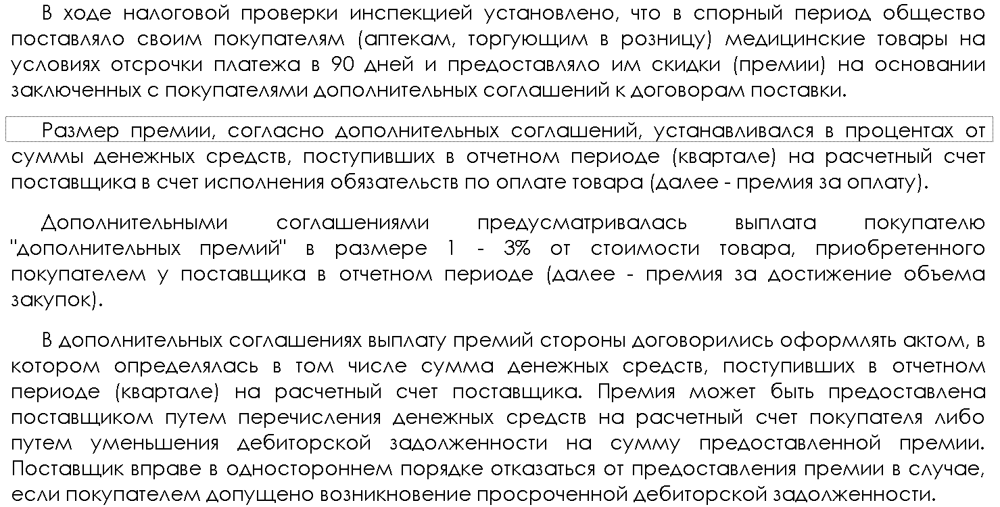 В ходе налоговой проверки инспекцией установлено, что в спорный период общество
поставляло своим покупателям (аптекам, торгующим в розницу) медицинские товары на
условиях отсрочки платежа в 90 дней и предоставляло им скидки (премии) на основании
заключенных с покупателями дополнительных соглашений к договорам поставки.
Размер премии, согласно дополнительных соглашений, устанавливался в процентах от
суммы денежных средств, поступивших в отчетном периоде (квартале) на расчетный счет
поставщика в счет исполнения обязательств по оплате товара (далее - премия за оплату).
Дополнительными соглашениями предусматривалась выплата покупателю
"дополнительных премий" в размере 1 - 3% от стоимости товара, приобретенного
покупателем у поставщика в отчетном периоде (далее - премия за достижение объема
закупок).
В дополнительных соглашениях выплату премий стороны договорились оформлять актом, в
котором определялась в том числе сумма денежных средств, поступивших в отчетном
периоде (квартале) на расчетный счет поставщика. Премия может быть предоставлена
поставщиком путем перечисления денежных средств на расчетный счет покупателя либо
путем уменьшения дебиторской задолженности на сумму предоставленной премии.
Поставщик вправе в одностороннем порядке отказаться от предоставления премии в случае,
если покупателем допущено возникновение просроченной дебиторской задолженности.